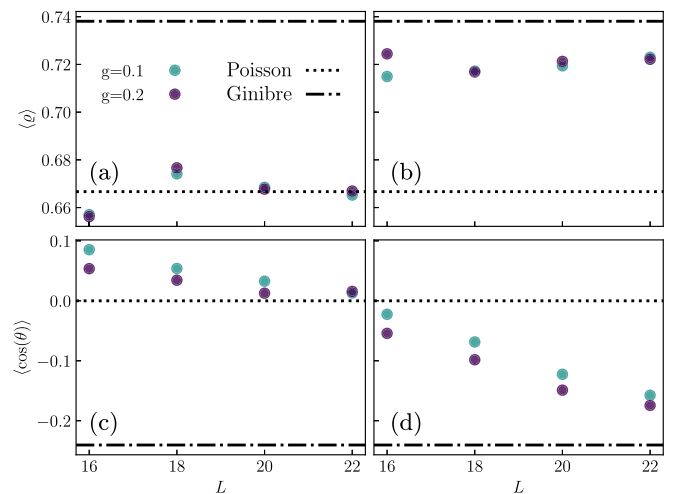 0.74
0.72
0.70
0.68
0.66
⟨ϱ⟩
g=0.1
g=0.2
Poisson
Ginibre
(a)
(b)
0.1
0.0
−0.1
−0.2
⟨cos(θ)⟩
(c)
(d)
16 18 20 22
16 18 20 22
L
L